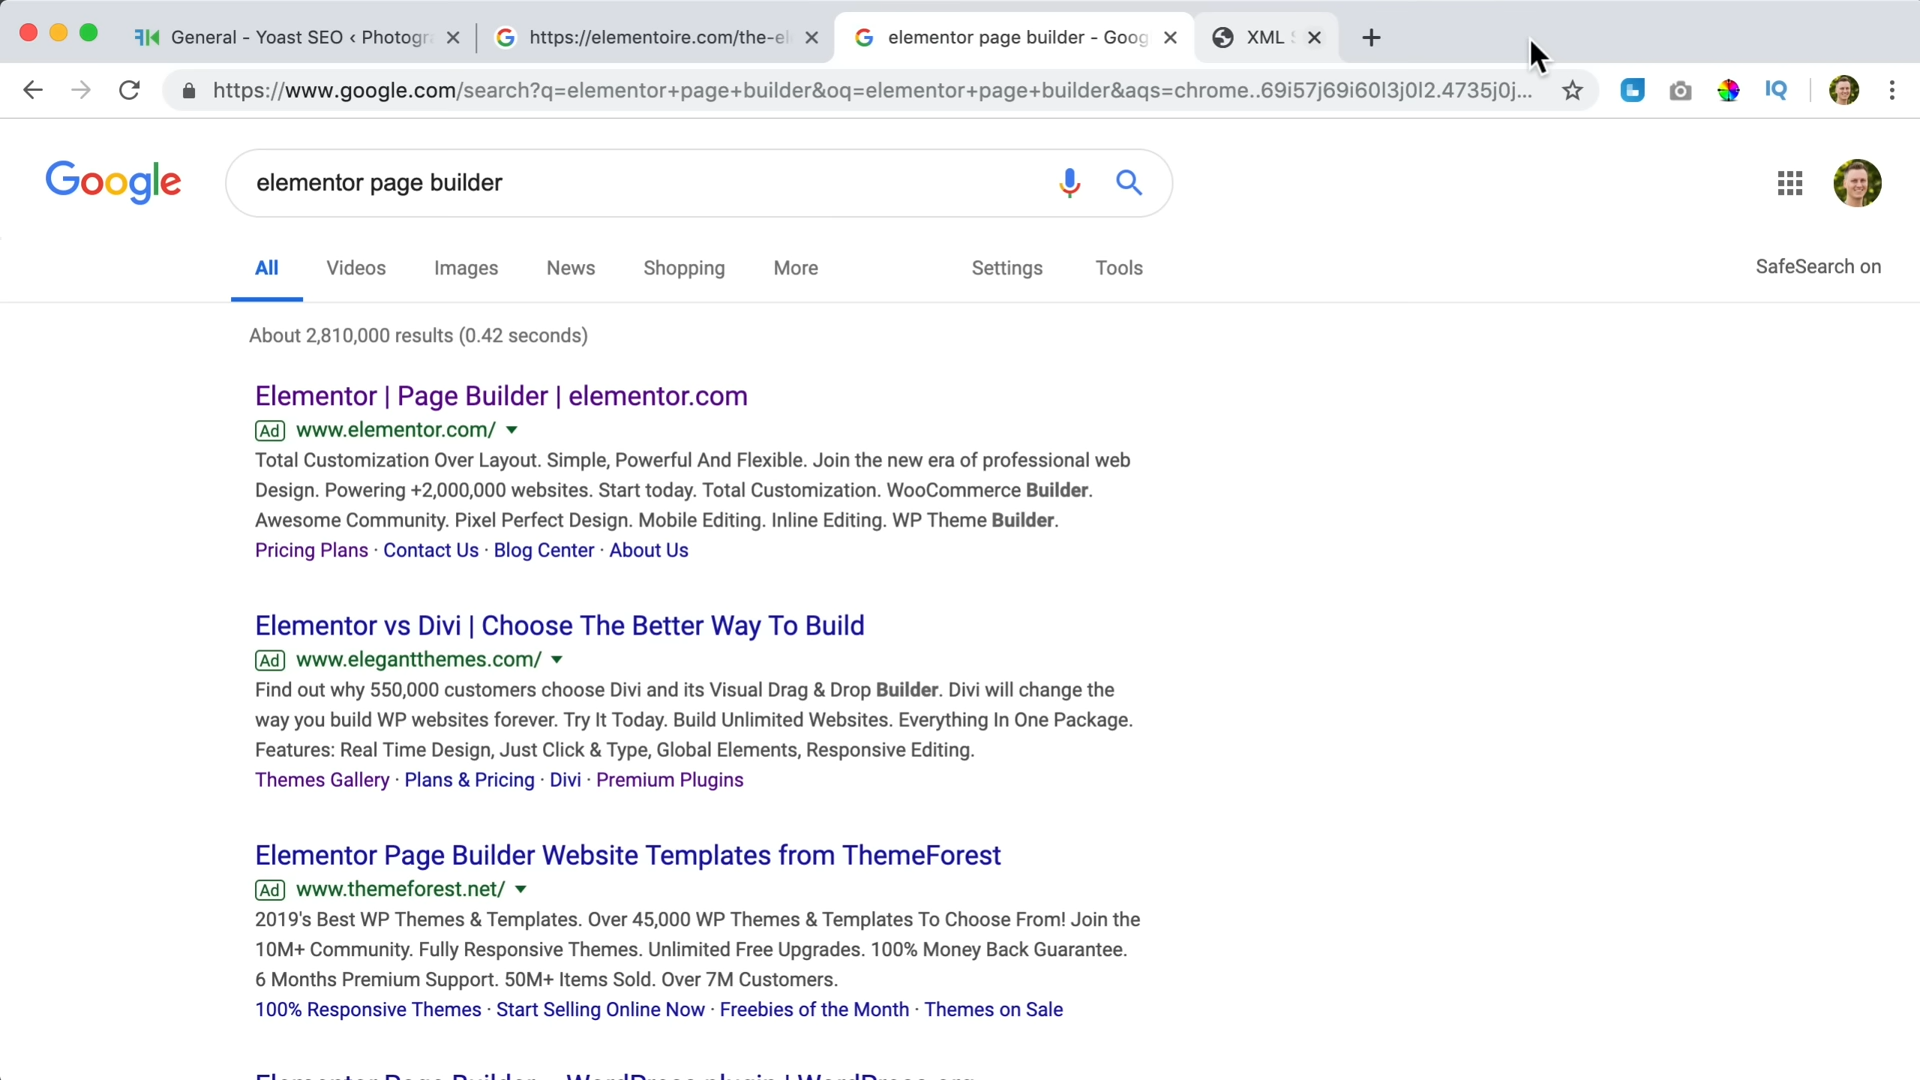 General - Yoast SEO ‹ Photogr
https://elementoire.com/the-el
elementor page builder - Goog
XML S
https://www.google.com/search?q=elementor+page+builder&oq=elementor+page+builder&aqs=chrome..69i57j69i60l3j0l2.4735j0j...
IQ
Google
elementor page builder
All Videos Images News Shopping More Settings Tools
SafeSearch on
About 2,810,000 results (0.42 seconds)
Elementor | Page Builder | elementor.com
Ad www.elementor.com/
Total Customization Over Layout. Simple, Powerful And Flexible. Join the new era of professional web
Design. Powering +2,000,000 websites. Start today. Total Customization. WooCommerce Builder.
Awesome Community. Pixel Perfect Design. Mobile Editing. Inline Editing. WP Theme Builder.
Pricing Plans · Contact Us · Blog Center · About Us
Elementor vs Divi | Choose The Better Way To Build
Ad www.elegantthemes.com/
Find out why 550,000 customers choose Divi and its Visual Drag & Drop Builder. Divi will change the
way you build WP websites forever. Try It Today. Build Unlimited Websites. Everything In One Package.
Features: Real Time Design, Just Click & Type, Global Elements, Responsive Editing.
Themes Gallery · Plans & Pricing · Divi · Premium Plugins
Elementor Page Builder Website Templates from ThemeForest
Ad www.themeforest.net/
2019's Best WP Themes & Templates. Over 45,000 WP Themes & Templates To Choose From! Join the
10M+ Community. Fully Responsive Themes. Unlimited Free Upgrades. 100% Money Back Guarantee.
6 Months Premium Support. 50M+ Items Sold. Over 7M Customers.
100% Responsive Themes · Start Selling Online Now · Freebies of the Month · Themes on Sale
Elementor Page Builder – WordPress plugin | WordPress.org